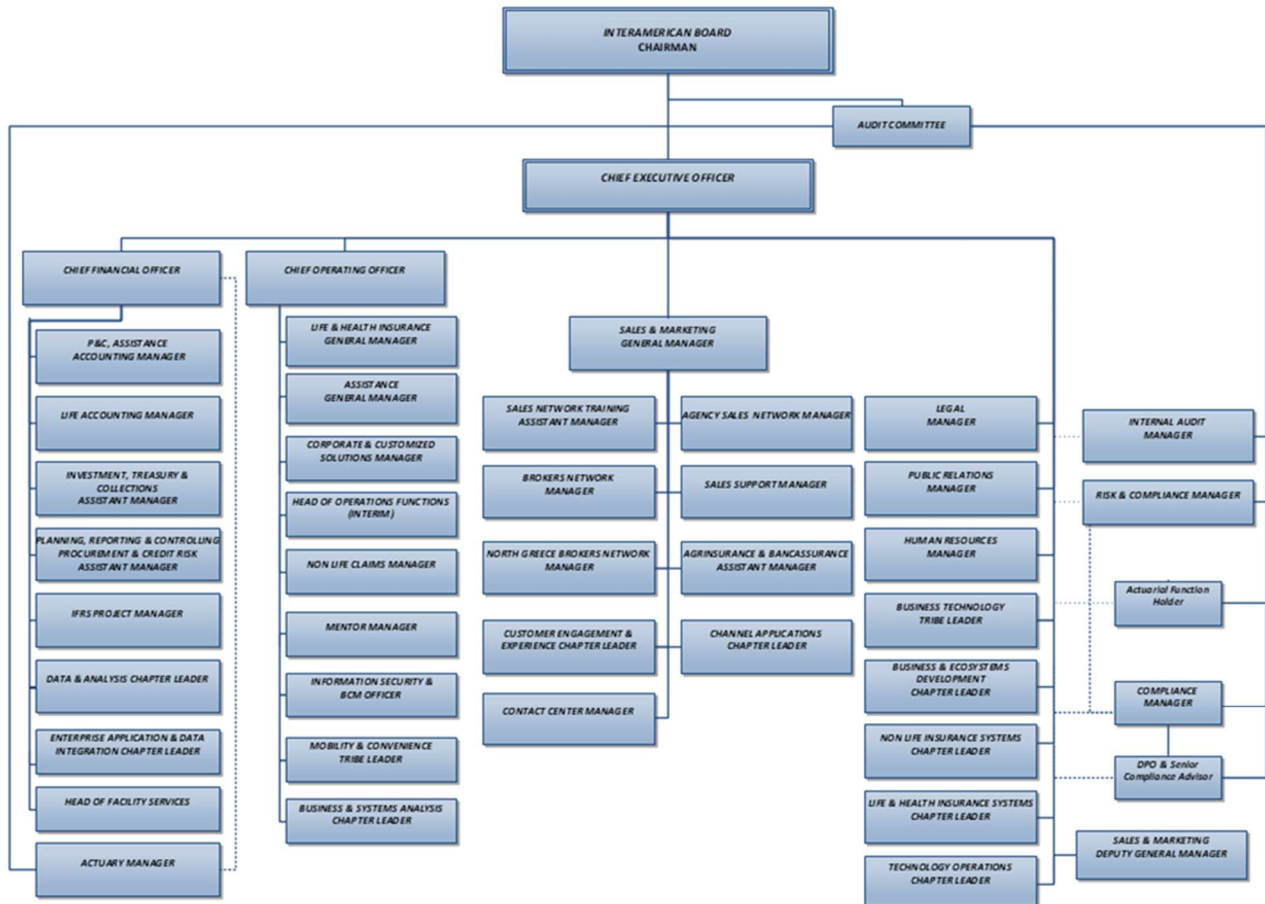 INTERAMERICAN BOARD
CHAIRMAN
AUDIT COMMITTEE
CHIEF EXECUTIVE OFFICER
CHIEF FINANCIAL OFFICER
P&C, ASSISTANCE
ACCOUNTING MANAGER
LIFE ACCOUNTING MANAGER
INVESTMENT, TREASURY &
COLLECTIONS
ASSISTANT MANAGER
PLANNING, REPORTING & CONTROLLING
PROCUREMENT & CREDIT RISK
ASSISTANT MANAGER
IFRS PROJECT MANAGER
DATA & ANALYSIS CHAPTER LEADER
ENTERPRISE APPLICATION & DATA
INTEGRATION CHAPTER LEADER
HEAD OF FACILITY SERVICES
ACTUARY MANAGER
CHIEF OPERATING OFFICER
LIFE & HEALTH INSURANCE
GENERAL MANAGER
ASSISTANCE
GENERAL MANAGER
CORPORATE & CUSTOMIZED
SOLUTIONS MANAGER
HEAD OF OPERATIONS FUNCTIONS
(INTERIM)
NON LIFE CLAIMS MANAGER
MENTOR MANAGER
INFORMATION SECURITY &
BCM OFFICER
MOBILITY & CONVENIENCE
TRIBE LEADER
BUSINESS & SYSTEMS ANALYSIS
CHAPTER LEADER
SALES & MARKETING
GENERAL MANAGER
SALES NETWORK TRAINING
ASSISTANT MANAGER
AGENCY SALES NETWORK MANAGER
BROKERS NETWORK
MANAGER
SALES SUPPORT MANAGER
NORTH GREECE BROKERS NETWORK
MANAGER
AGRINSURANCE & BANCASSURANCE
ASSISTANT MANAGER
CUSTOMER ENGAGEMENT &
EXPERIENCE CHAPTER LEADER
CHANNEL APPLICATIONS
CHAPTER LEADER
CONTACT CENTER MANAGER
LEGAL
MANAGER
PUBLIC RELATIONS
MANAGER
HUMAN RESOURCES
MANAGER
BUSINESS TECHNOLOGY
TRIBE LEADER
BUSINESS & ECOSYSTEMS
DEVELOPMENT
CHAPTER LEADER
NON LIFE INSURANCE SYSTEMS
CHAPTER LEADER
LIFE & HEALTH INSURANCE SYSTEMS
CHAPTER LEADER
TECHNOLOGY OPERATIONS
CHAPTER LEADER
INTERNAL AUDIT
MANAGER
RISK & COMPLIANCE MANAGER
Actuarial Function
Holder
COMPLIANCE
MANAGER
DPO & Senior
Compliance Advisor
SALES & MARKETING
DEPUTY GENERAL MANAGER